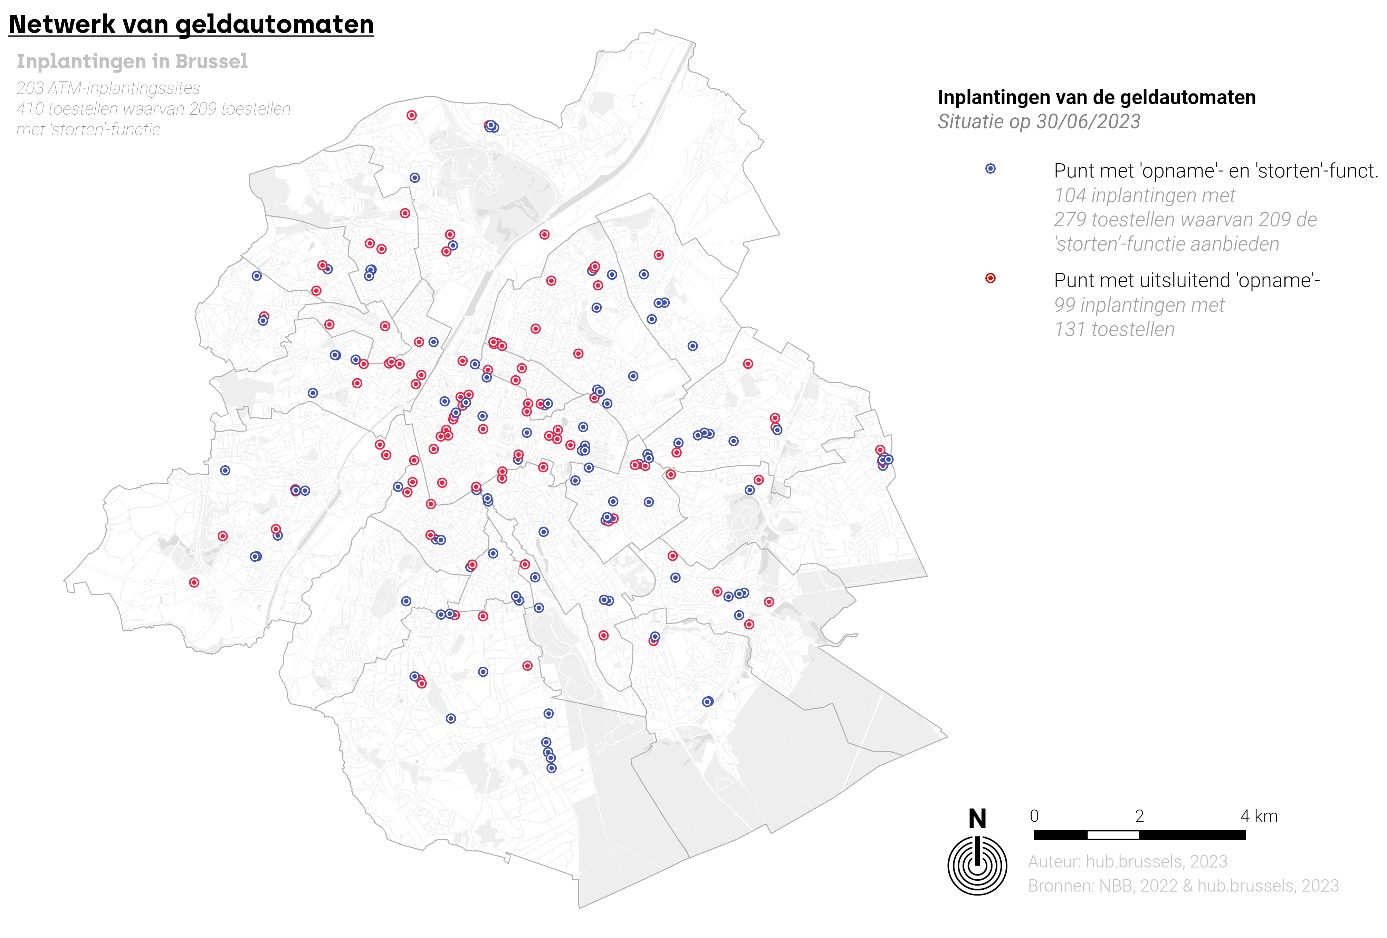 Netwerk van geldautomaten
Inplantingen in Brussel
203 ATM-inplantingssites
410 toestellen waarvan 209 toestellen
met 'storten'-functie
Inplantingen van de geldautomaten
Situatie op 30/06/2023
Punt met 'opname'- en 'storten'-funct.
104 inplantingen met
279 toestellen waarvan 209 de
'storten'-functie aanbieden
Punt met uitsluitend 'opname'-
99 inplantingen met
131 toestellen
N
0 2 4 km
Auteur: hub.brussels, 2023
Bronnen: NBB, 2022 & hub.brussels, 2023